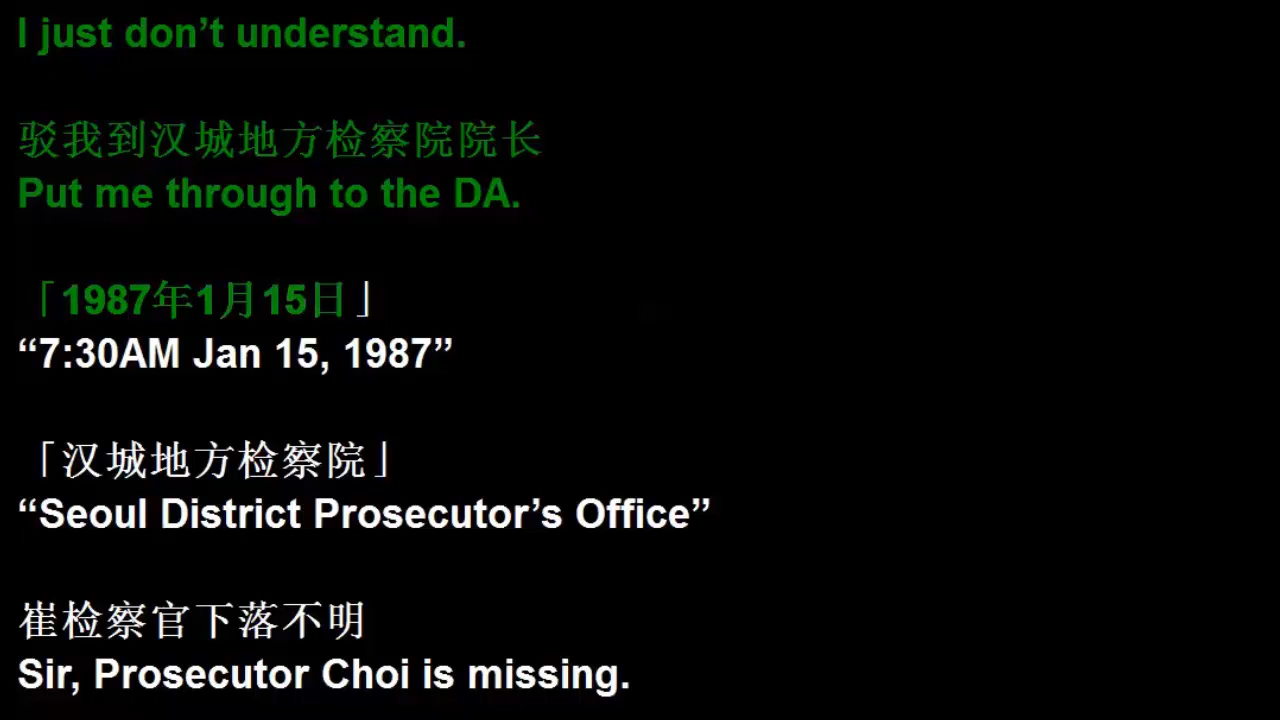 I just don’t understand.
驳我到汉城地方检察院院长
Put me through to the DA.
「1987年1月15日」
“7:30AM Jan 15, 1987”
「汉城地方检察院」
“Seoul District Prosecutor’s Office”
崔检察官下落不明
Sir, Prosecutor Choi is missing.